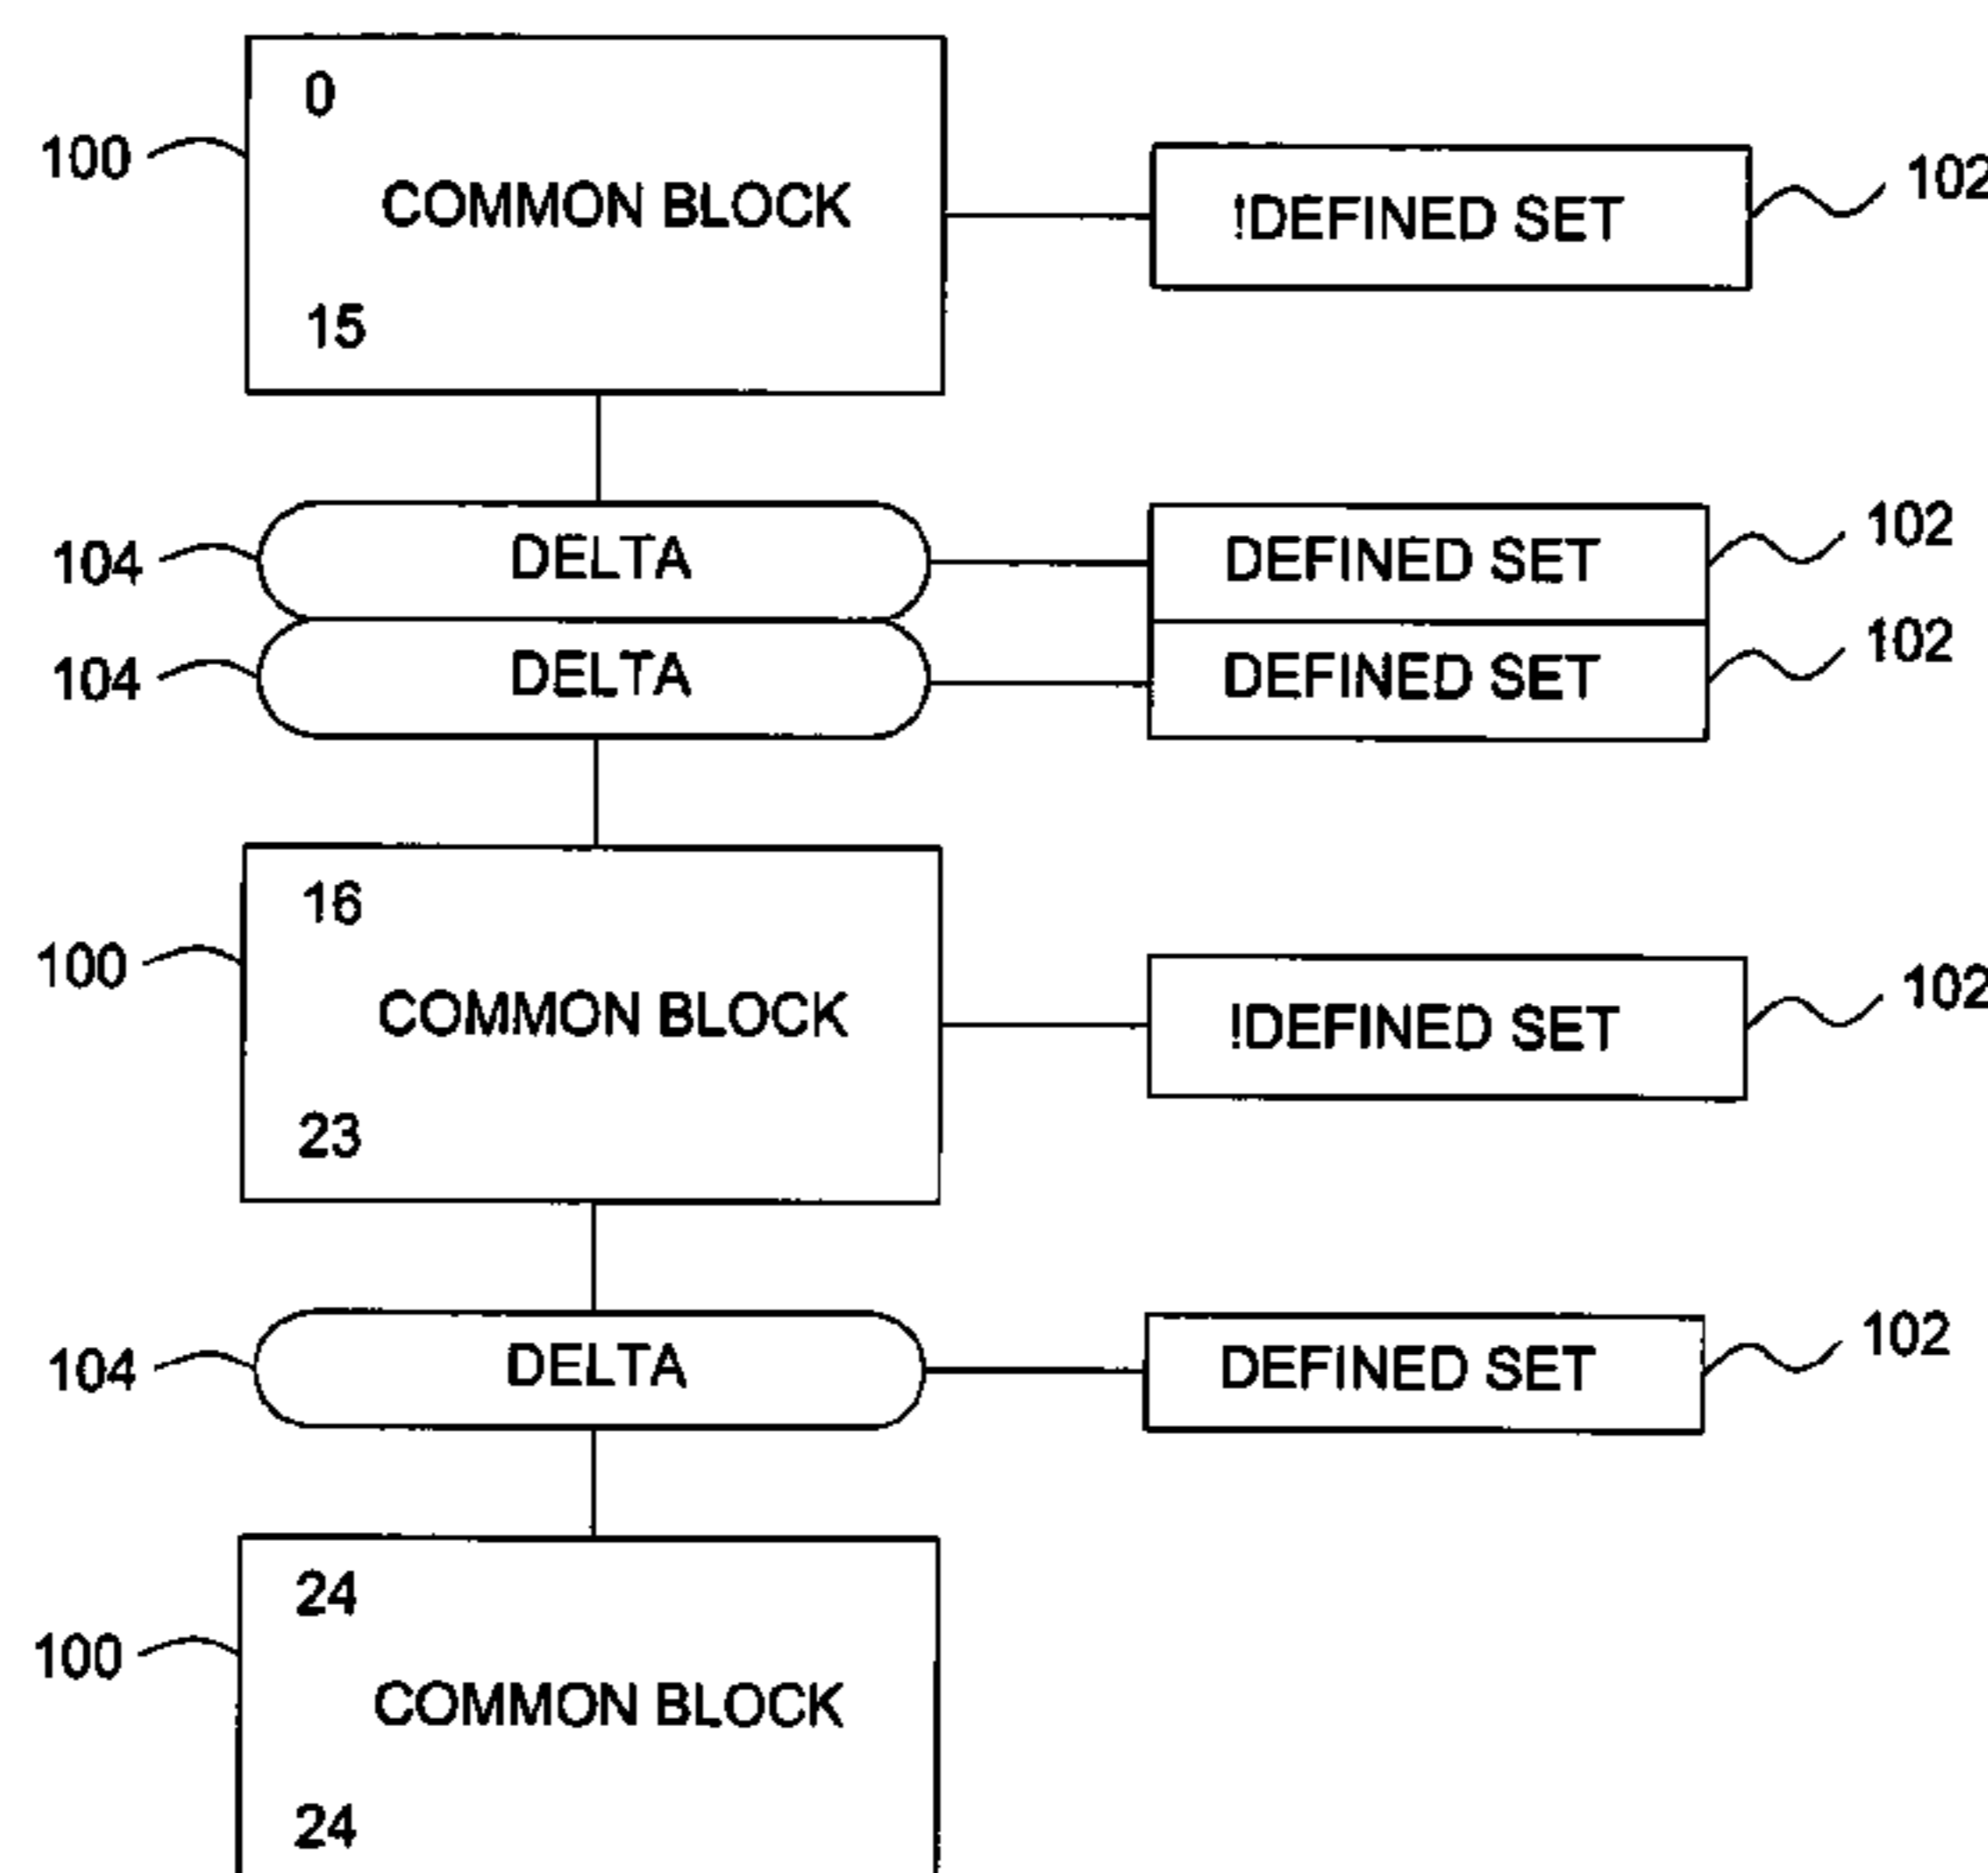 0
100
COMMON BLOCK
!DEFINED SET
102
15
104
DELTA
DEFINED SET
102
104
DELTA
DEFINED SET
102
16
100
COMMON BLOCK
!DEFINED SET
102
23
104
DELTA
DEFINED SET
102
24
100
COMMON BLOCK
24